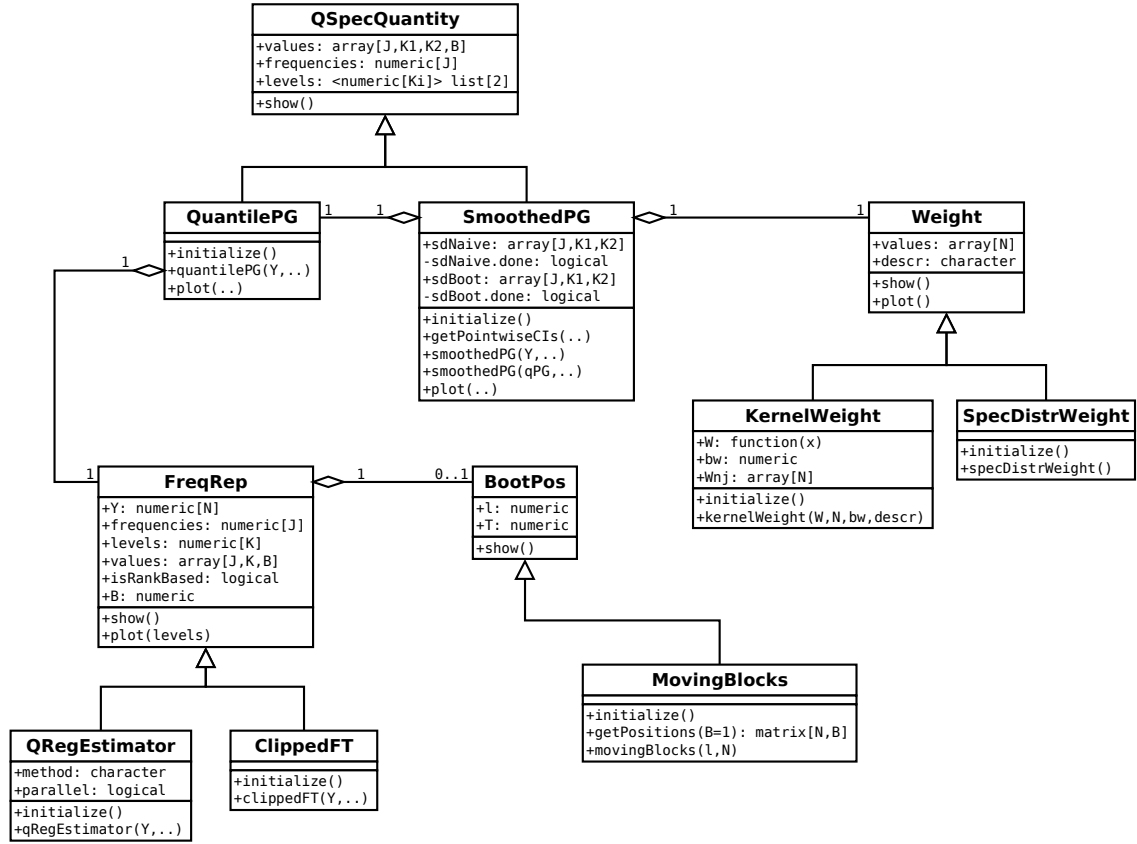 QSpecQuantity
+values: array[J,K1,K2,B]
+frequencies: numeric[J]
+levels: <numeric[Ki]> list[2]
+show()
QuantilePG
+initialize()
+quantilePG(Y,..)
+plot(..)
1
1
SmoothedPG
+sdNaive: array[J,K1,K2]
-sdNaive.done: logical
+sdBoot: array[J,K1,K2]
-sdBoot.done: logical
+initialize()
+getPointwiseCIs(..)
+smoothedPG(Y,..)
+smoothedPG(qPG,..)
+plot(..)
1
1
Weight
+values: array[N]
+descr: character
+show()
+plot()
1
1
KernelWeight
+W: function(x)
+bw: numeric
+Wnj: array[N]
+initialize()
+kernelWeight(W,N,bw,descr)
SpecDistrWeight
+initialize()
+specDistrWeight()
FreqRep
+Y: numeric[N]
+frequencies: numeric[J]
+levels: numeric[K]
+values: array[J,K,B]
+isRankBased: logical
+B: numeric
+show()
+plot(levels)
1
0..1
BootPos
+l: numeric
+T: numeric
+show()
MovingBlocks
+initialize()
+getPositions(B=1): matrix[N,B]
+movingBlocks(l,N)
QRegEstimator
+method: character
+parallel: logical
+initialize()
+qRegEstimator(Y,..)
ClippedFT
+initialize()
+clippedFT(Y,..)